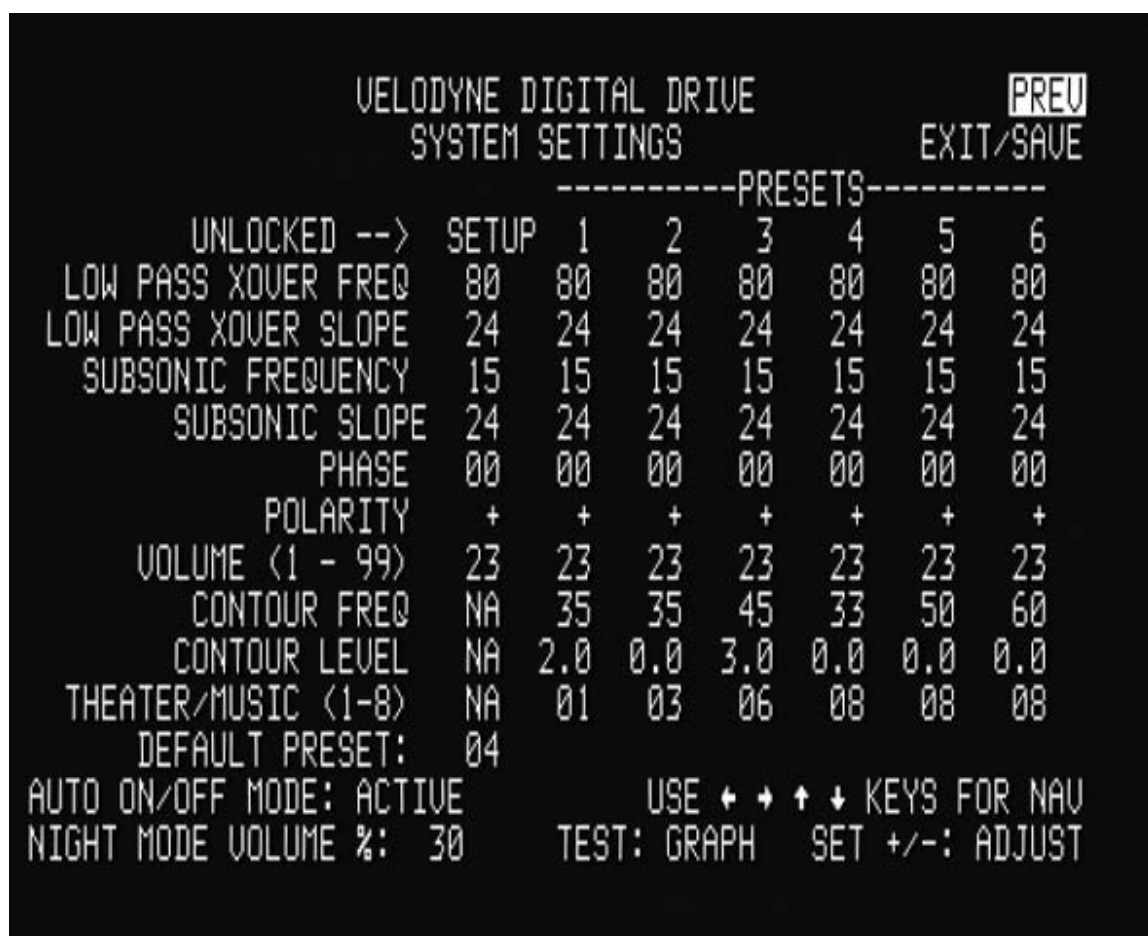 VELODYNE DIGITAL DRIVE PREV
SYSTEM SETTINGS EXIT/SAVE
----------PRESETS----------
UNLOCKED --> SETUP 1 2 3 4 5 6
LOW PASS XOVER FREQ 80 80 80 80 80 80 80
LOW PASS XOVER SLOPE 24 24 24 24 24 24 24
SUBSONIC FREQUENCY 15 15 15 15 15 15 15
SUBSONIC SLOPE 24 24 24 24 24 24 24
PHASE 00 00 00 00 00 00 00
POLARITY + + + + + + +
VOLUME (1 - 99) 23 23 23 23 23 23 23
CONTOUR FREQ NA 35 35 45 33 50 60
CONTOUR LEVEL NA 2.0 0.0 3.0 0.0 0.0 0.0
THEATER/MUSIC (1-8) NA 01 03 06 08 08 08
DEFAULT PRESET: 04
AUTO ON/OFF MODE: ACTIVE USE ← → ↑ ↓ KEYS FOR NAV
NIGHT MODE VOLUME %: 30 TEST: GRAPH SET +/-: ADJUST